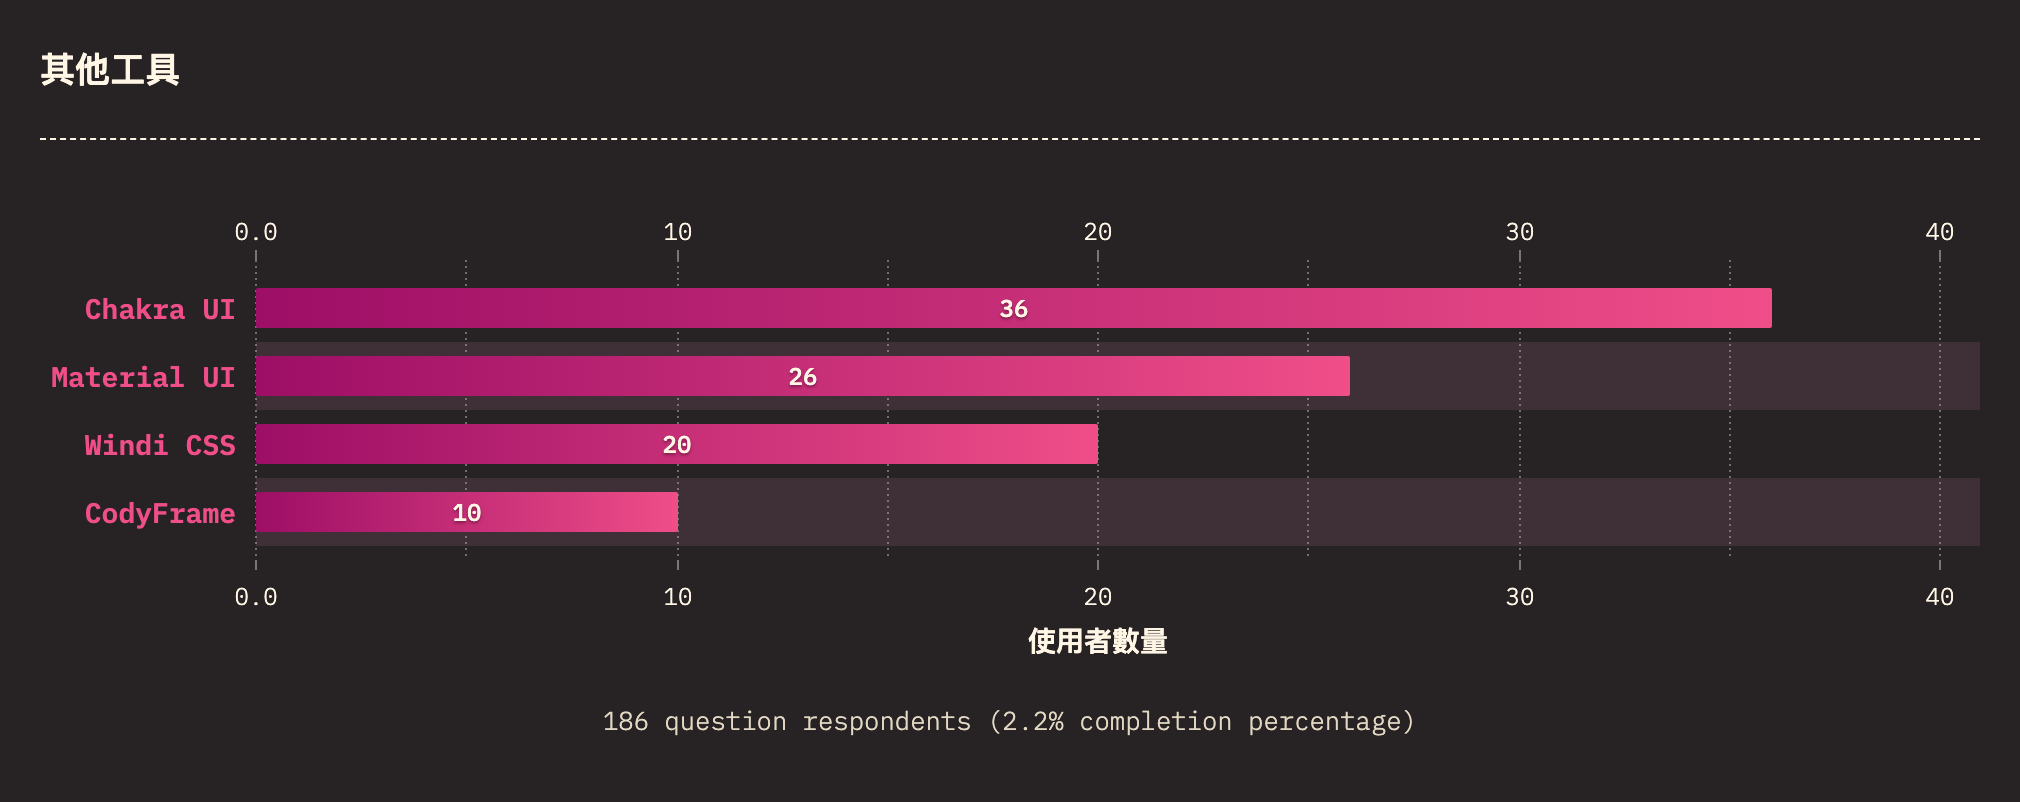 其他工具
0.0 10 20 30 40
Chakra UI 36
Material UI 26
Windi CSS 20
CodyFrame 10
0.0 10 20 30 40
使用者數量
186 question respondents (2.2% completion percentage)